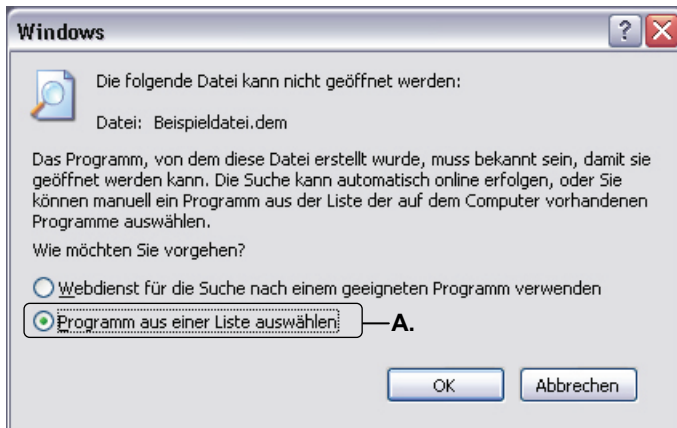 Windows
Die folgende Datei kann nicht geöffnet werden:
Datei: Beispieldatei.dem
Das Programm, von dem diese Datei erstellt wurde, muss bekannt sein, damit sie
geöffnet werden kann. Die Suche kann automatisch online erfolgen, oder Sie
können manuell ein Programm aus der Liste der auf dem Computer vorhandenen
Programme auswählen.
Wie möchten Sie vorgehen?
Webdienst für die Suche nach einem geeigneten Programm verwenden
Programm aus einer Liste auswählen A.
OK Abbrechen